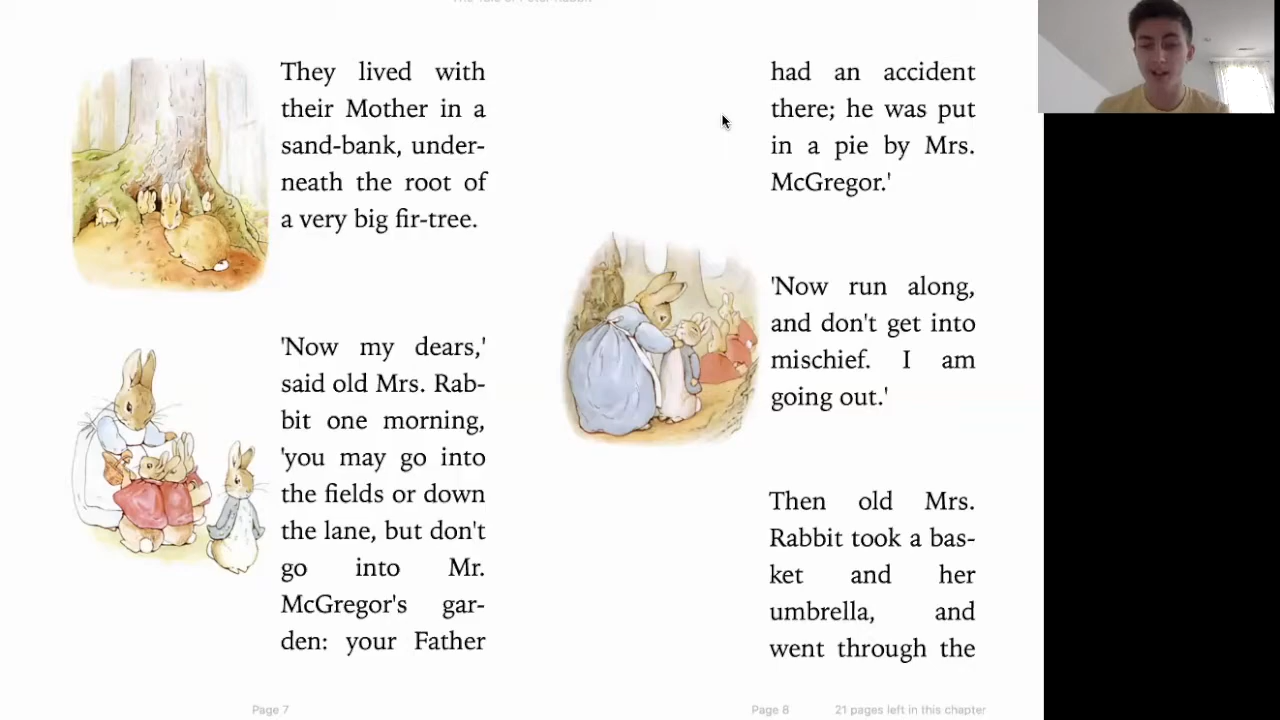 They lived with
their Mother in a
sand-bank, under-
neath the root of
a very big fir-tree.
'Now my dears,'
said old Mrs. Rab-
bit one morning,
'you may go into
the fields or down
the lane, but don't
go into Mr.
McGregor's gar-
den: your Father
Page 7
had an accident
there; he was put
in a pie by Mrs.
McGregor.'
'Now run along,
and don't get into
mischief. I am
going out.'
Then old Mrs.
Rabbit took a bas-
ket and her
umbrella, and
went through the
Page 8
21 pages left in this chapter